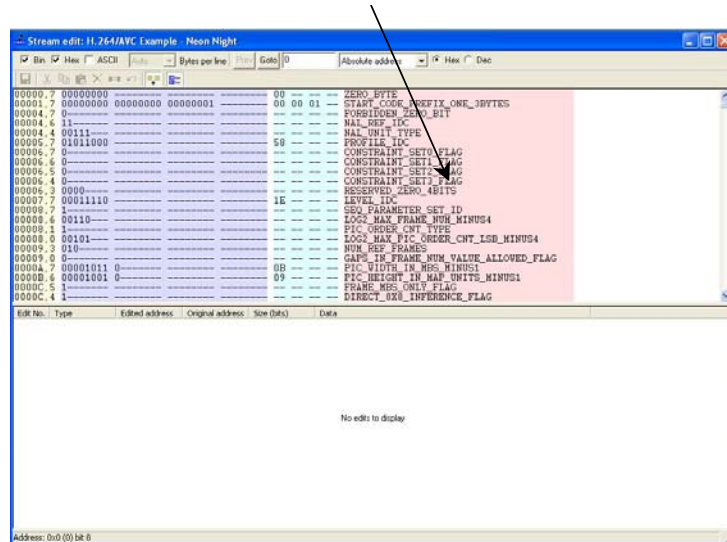 Stream edit: H.264/AVC Example - Neon Night
Bin Hex ASCII Auto Bytes per line Prev Goto 0 Absolute address Hex Dec
00000.7 00000000 -------- -------- -------- 00 -- -- -- ZERO_BYTE
00001.7 00000000 00000000 00000001 -------- 00 00 01 -- START_CODE_PREFIX_ONE_3BYTES
00004.7 0------- -------- -------- -------- -- -- -- -- FORBIDDEN_ZERO_BIT
00004.6 11------ -------- -------- -------- -- -- -- -- NAL_REF_IDC
00004.4 00111--- -------- -------- -------- -- -- -- -- NAL_UNIT_TYPE
00005.7 01011000 -------- -------- -------- 58 -- -- -- PROFILE_IDC
00006.7 0------- -------- -------- -------- -- -- -- -- CONSTRAINT_SET0_FLAG
00006.6 0------- -------- -------- -------- -- -- -- -- CONSTRAINT_SET1_FLAG
00006.5 0------- -------- -------- -------- -- -- -- -- CONSTRAINT_SET2_FLAG
00006.4 0------- -------- -------- -------- -- -- -- -- CONSTRAINT_SET3_FLAG
00006.3 0000---- -------- -------- -------- -- -- -- -- RESERVED_ZERO_4BITS
00007.7 00011110 -------- -------- -------- 1E -- -- -- LEVEL_IDC
00008.7 1------- -------- -------- -------- -- -- -- -- SEQ_PARAMETER_SET_ID
00008.6 00110--- -------- -------- -------- -- -- -- -- LOG2_MAX_FRAME_NUM_MINUS4
00008.1 1------- -------- -------- -------- -- -- -- -- PIC_ORDER_CNT_TYPE
00008.0 00101--- -------- -------- -------- -- -- -- -- LOG2_MAX_PIC_ORDER_CNT_LSB_MINUS4
00009.3 010----- -------- -------- -------- -- -- -- -- NUM_REF_FRAMES
00009.0 0------- -------- -------- -------- -- -- -- -- GAPS_IN_FRAME_NUM_VALUE_ALLOWED_FLAG
0000A.7 00001011 0------- -------- -------- 0B -- -- -- PIC_WIDTH_IN_MBS_MINUS1
0000B.6 00001001 0------- -------- -------- 09 -- -- -- PIC_HEIGHT_IN_MAP_UNITS_MINUS1
0000C.5 1------- -------- -------- -------- -- -- -- -- FRAME_MBS_ONLY_FLAG
0000C.4 1------- -------- -------- -------- -- -- -- -- DIRECT_8X8_INFERENCE_FLAG
Edit No. Type Edited address Original address Size (bits) Data
No edits to display
Address: 0x0 (0) bit 8